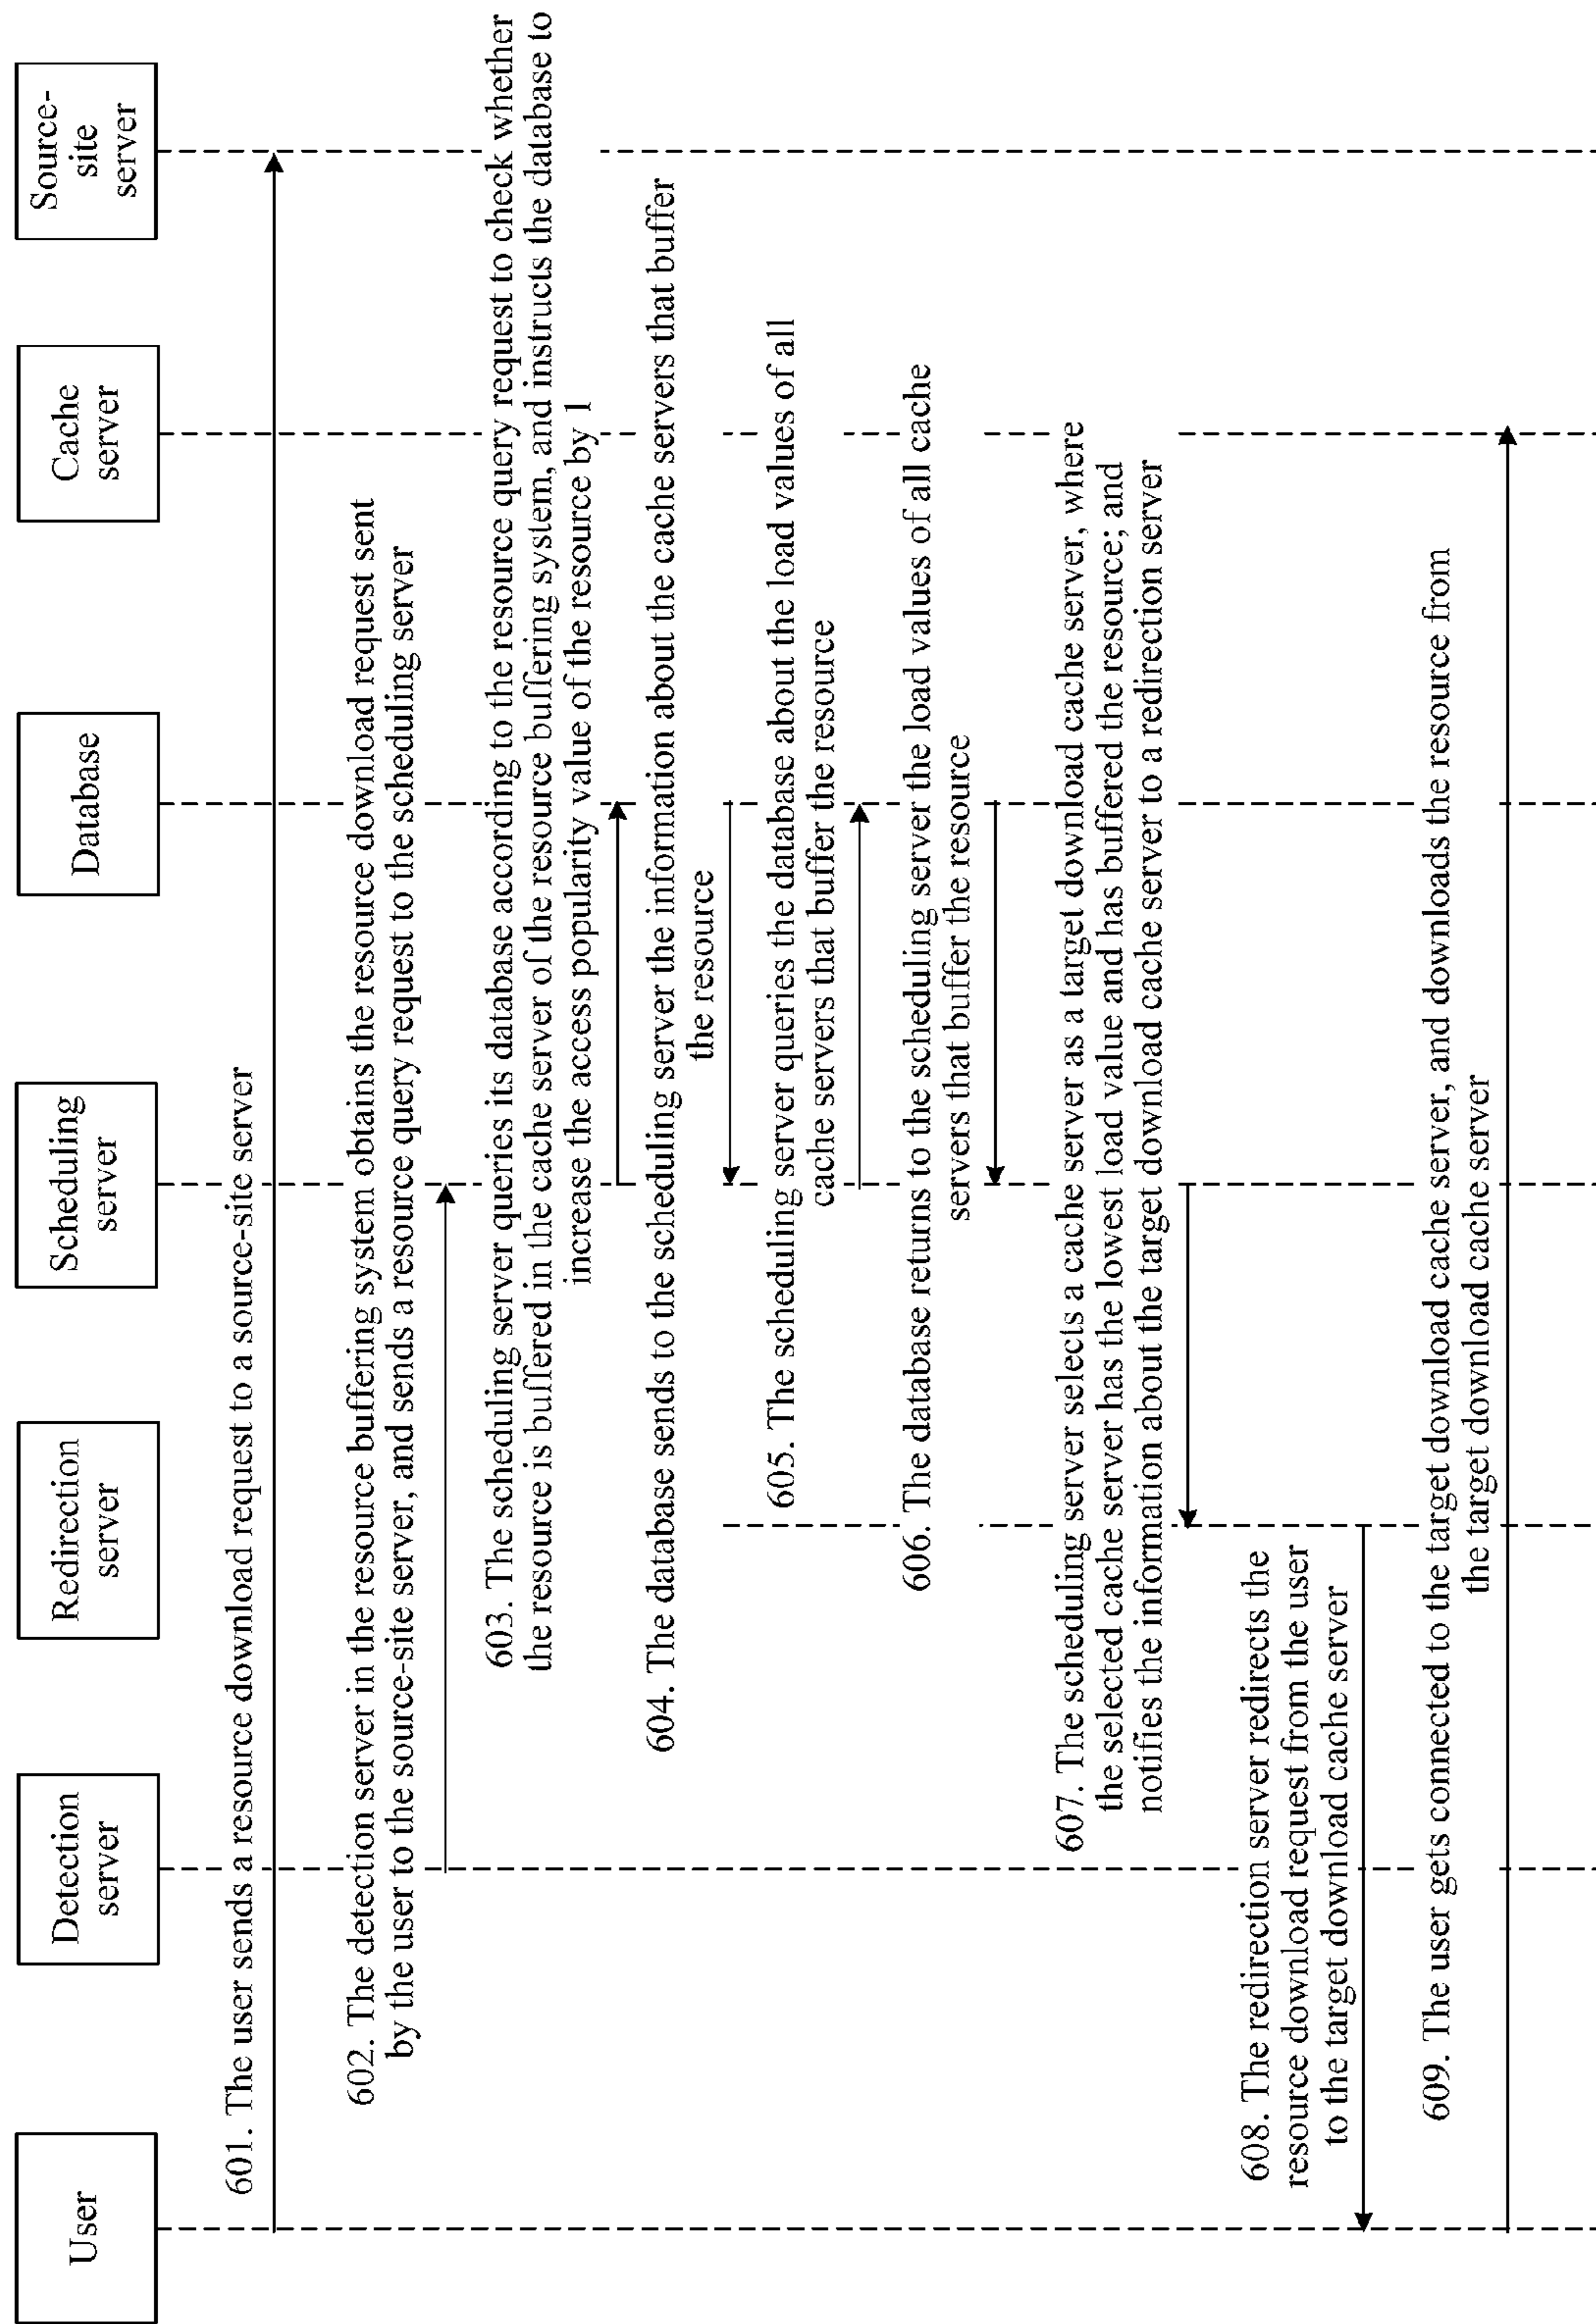 User
Detection
server
Redirection
server
Scheduling
server
Database
Cache
server
Source-
site
server
601. The user sends a resource download request to a source-site server
602. The detection server in the resource buffering system obtains the resource download request sent
by the user to the source-site server, and sends a resource query request to the scheduling server
603. The scheduling server queries its database according to the resource query request to check whether
the resource is buffered in the cache server of the resource buffering system, and instructs the database to
increase the access popularity value of the resource by 1
604. The database sends to the scheduling server the information about the cache servers that buffer
the resource
605. The scheduling server queries the database about the load values of all
cache servers that buffer the resource
606. The database returns to the scheduling server the load values of all cache
servers that buffer the resource
607. The scheduling server selects a cache server as a target download cache server, where
the selected cache server has the lowest load value and has buffered the resource; and
notifies the information about the target download cache server to a redirection server
608. The redirection server redirects the
resource download request from the user
to the target download cache server
609. The user gets connected to the target download cache server, and downloads the resource from
the target download cache server